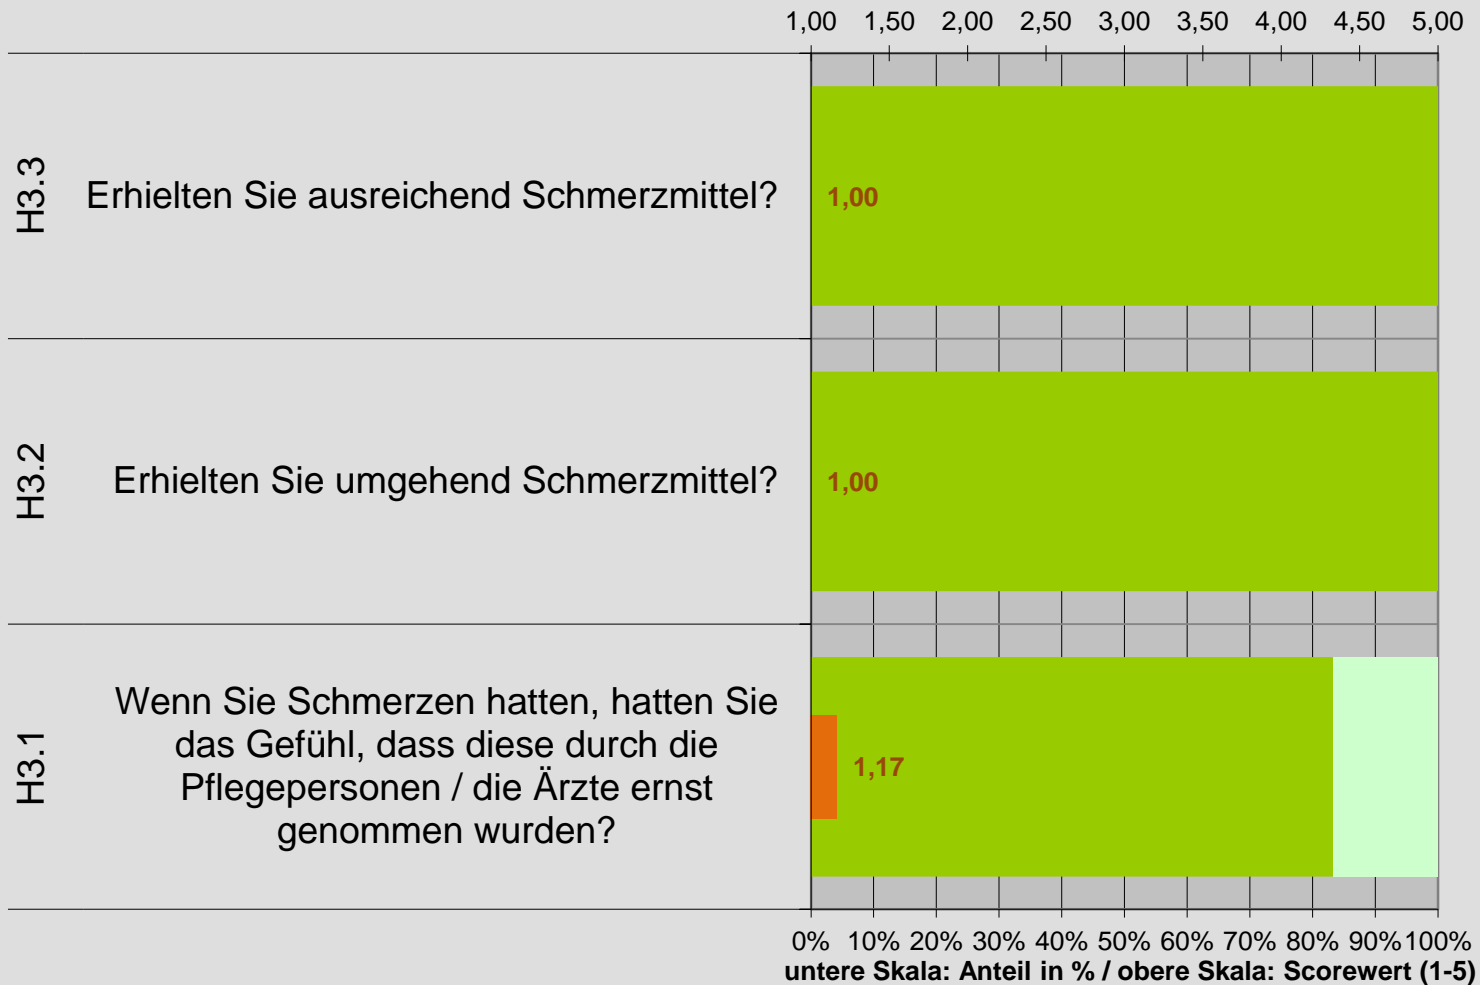 1,00 1,50 2,00 2,50 3,00 3,50 4,00 4,50 5,00
H3.3
Erhielten Sie ausreichend Schmerzmittel?
1,00
H3.2
Erhielten Sie umgehend Schmerzmittel?
1,00
H3.1
Wenn Sie Schmerzen hatten, hatten Sie
das Gefühl, dass diese durch die
Pflegepersonen / die Ärzte ernst
genommen wurden?
1,17
0% 10% 20% 30% 40% 50% 60% 70% 80% 90% 100%
untere Skala: Anteil in % / obere Skala: Scorewert (1-5)